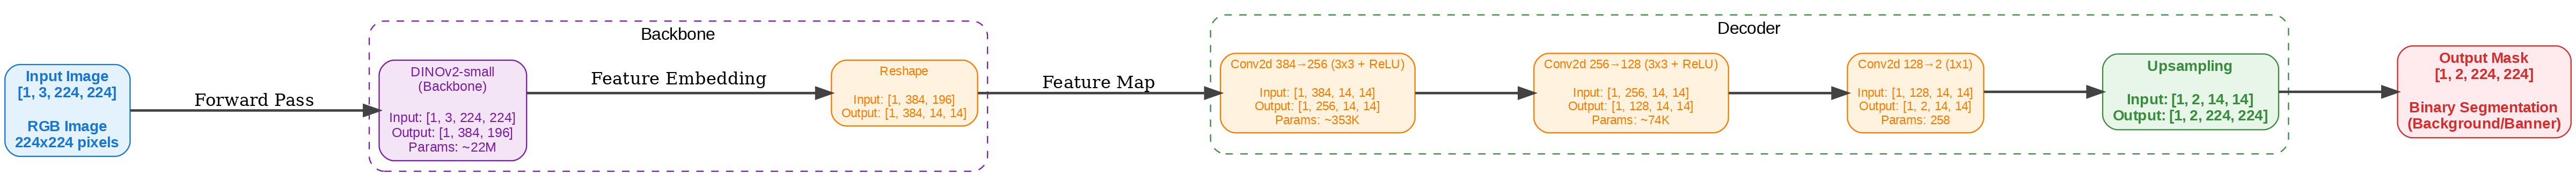 Input Image
[1, 3, 224, 224]
RGB Image
224x224 pixels
Forward Pass
Backbone
DINOv2-small
(Backbone)
Input: [1, 3, 224, 224]
Output: [1, 384, 196]
Params: ~22M
Feature Embedding
Reshape
Input: [1, 384, 196]
Output: [1, 384, 14, 14]
Feature Map
Decoder
Conv2d 384→256 (3x3 + ReLU)
Input: [1, 384, 14, 14]
Output: [1, 256, 14, 14]
Params: ~353K
Conv2d 256→128 (3x3 + ReLU)
Input: [1, 256, 14, 14]
Output: [1, 128, 14, 14]
Params: ~74K
Conv2d 128→2 (1x1)
Input: [1, 128, 14, 14]
Output: [1, 2, 14, 14]
Params: 258
Upsampling
Input: [1, 2, 14, 14]
Output: [1, 2, 224, 224]
Output Mask
[1, 2, 224, 224]
Binary Segmentation
(Background/Banner)